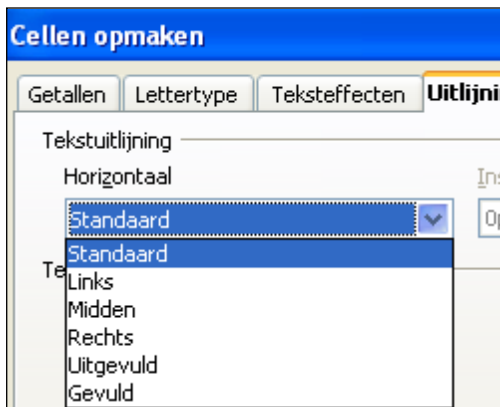 Cellen opmaken
Getallen Lettertype Teksteffecten
Tekstuitlijning
Horizontaal
Standaard
Standaard
Links
Midden
Rechts
Uitgevuld
Gevuld